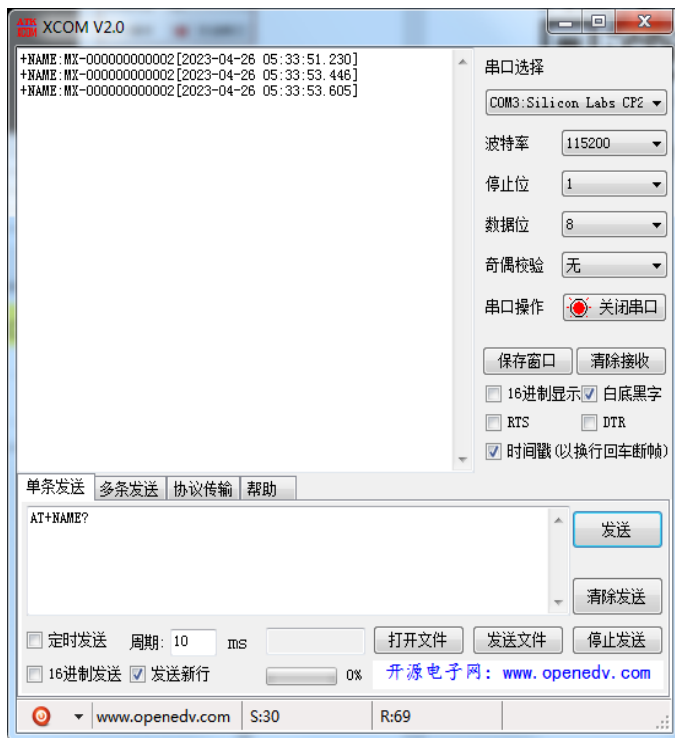 XCOM V2.0
+NAME:MX-000000000002[2023-04-26 05:33:51.230]
+NAME:MX-000000000002[2023-04-26 05:33:53.446]
+NAME:MX-000000000002[2023-04-26 05:33:53.605]
串口选择
COM3:Silicon Labs CP2
波特率 115200
停止位 1
数据位 8
奇偶校验 无
串口操作 关闭串口
保存窗口 清除接收
16进制显示 白底黑字
RTS DTR
时间戳(以换行回车断帧)
单条发送 多条发送 协议传输 帮助
AT+NAME?
发送
清除发送
定时发送 周期: 10 ms 打开文件 发送文件 停止发送
16进制发送 发送新行 0% 开源电子网: www.openedv.com
www.openedv.com S:30 R:69